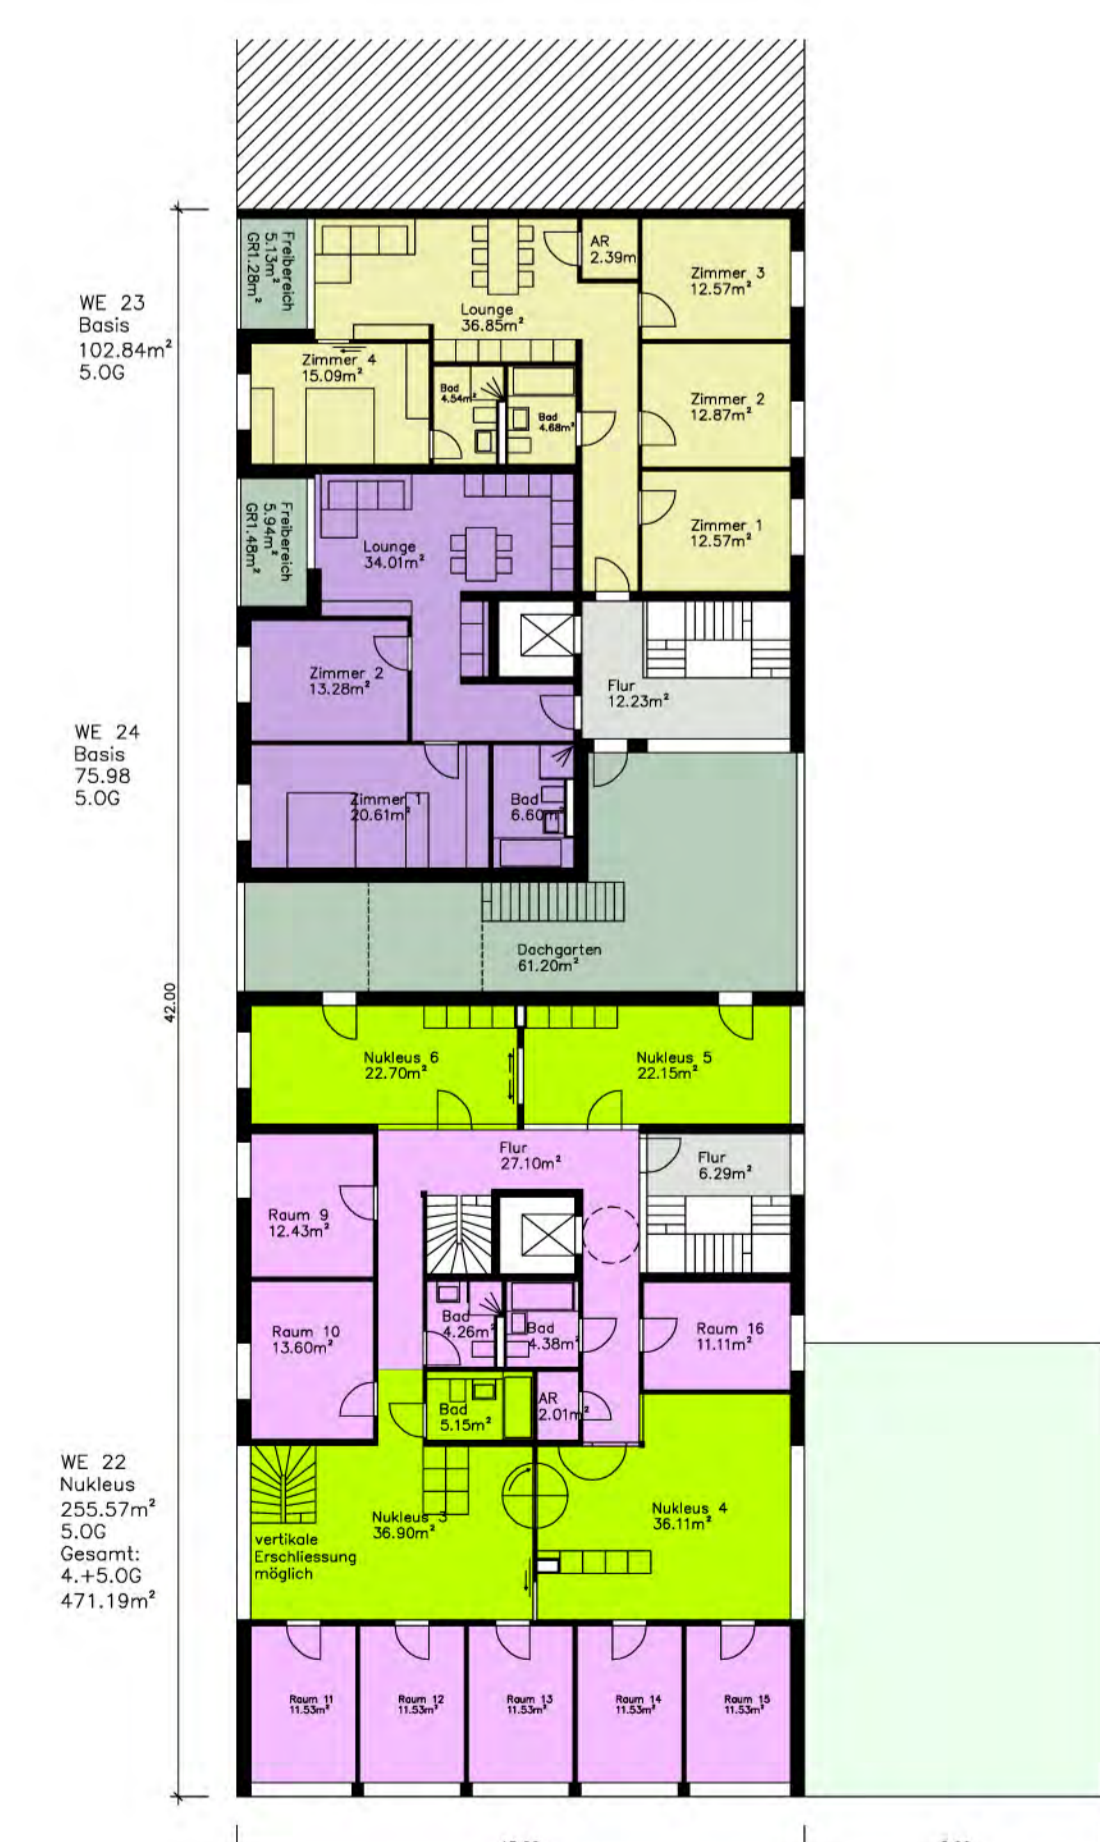 Freibereich
5.13m²
GR1.28m²
AR
2.39m
Zimmer 3
12.57m²
WE 23
Basis
102.84m²
5.OG
Lounge
36.85m²
Zimmer 4
15.09m²
Bad
4.54m²
Bad
4.68m²
Zimmer 2
12.87m²
Freibereich
5.94m²
GR1.48m²
Lounge
34.01m²
Zimmer 1
12.57m²
Zimmer 2
13.28m²
Flur
12.23m²
WE 24
Basis
75.98
5.OG
Zimmer 1
20.61m²
Bad
6.60m²
Dachgarten
61.20m²
42.00
Nukleus 6
22.70m²
Nukleus 5
22.15m²
Flur
27.10m²
Flur
6.29m²
Raum 9
12.43m²
Raum 10
13.60m²
Bad
4.26m²
Bad
4.38m²
Raum 16
11.11m²
Bad
5.15m²
AR
2.01m²
WE 22
Nukleus
255.57m²
5.OG
Gesamt:
4.+5.OG
471.19m²
Nukleus 3
36.90m²
Nukleus 4
36.11m²
vertikale
Erschliessung
möglich
Raum 11
11.53m²
Raum 12
11.53m²
Raum 13
11.53m²
Raum 14
11.53m²
Raum 15
11.53m²